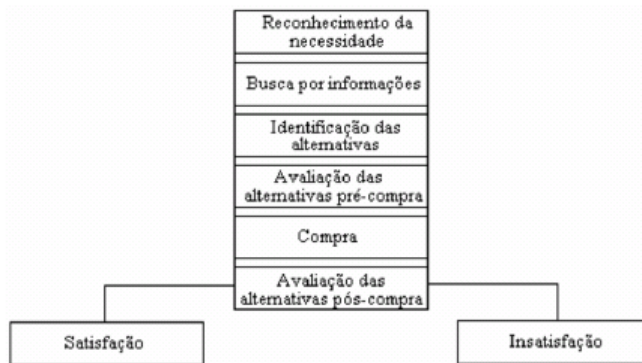 Reconhecimento da
necessidade
Busca por informações
Identificação das
alternativas
Avaliação das
alternativas pré-compra
Compra
Avaliação das
alternativas pós-compra
Satisfação
Insatisfação